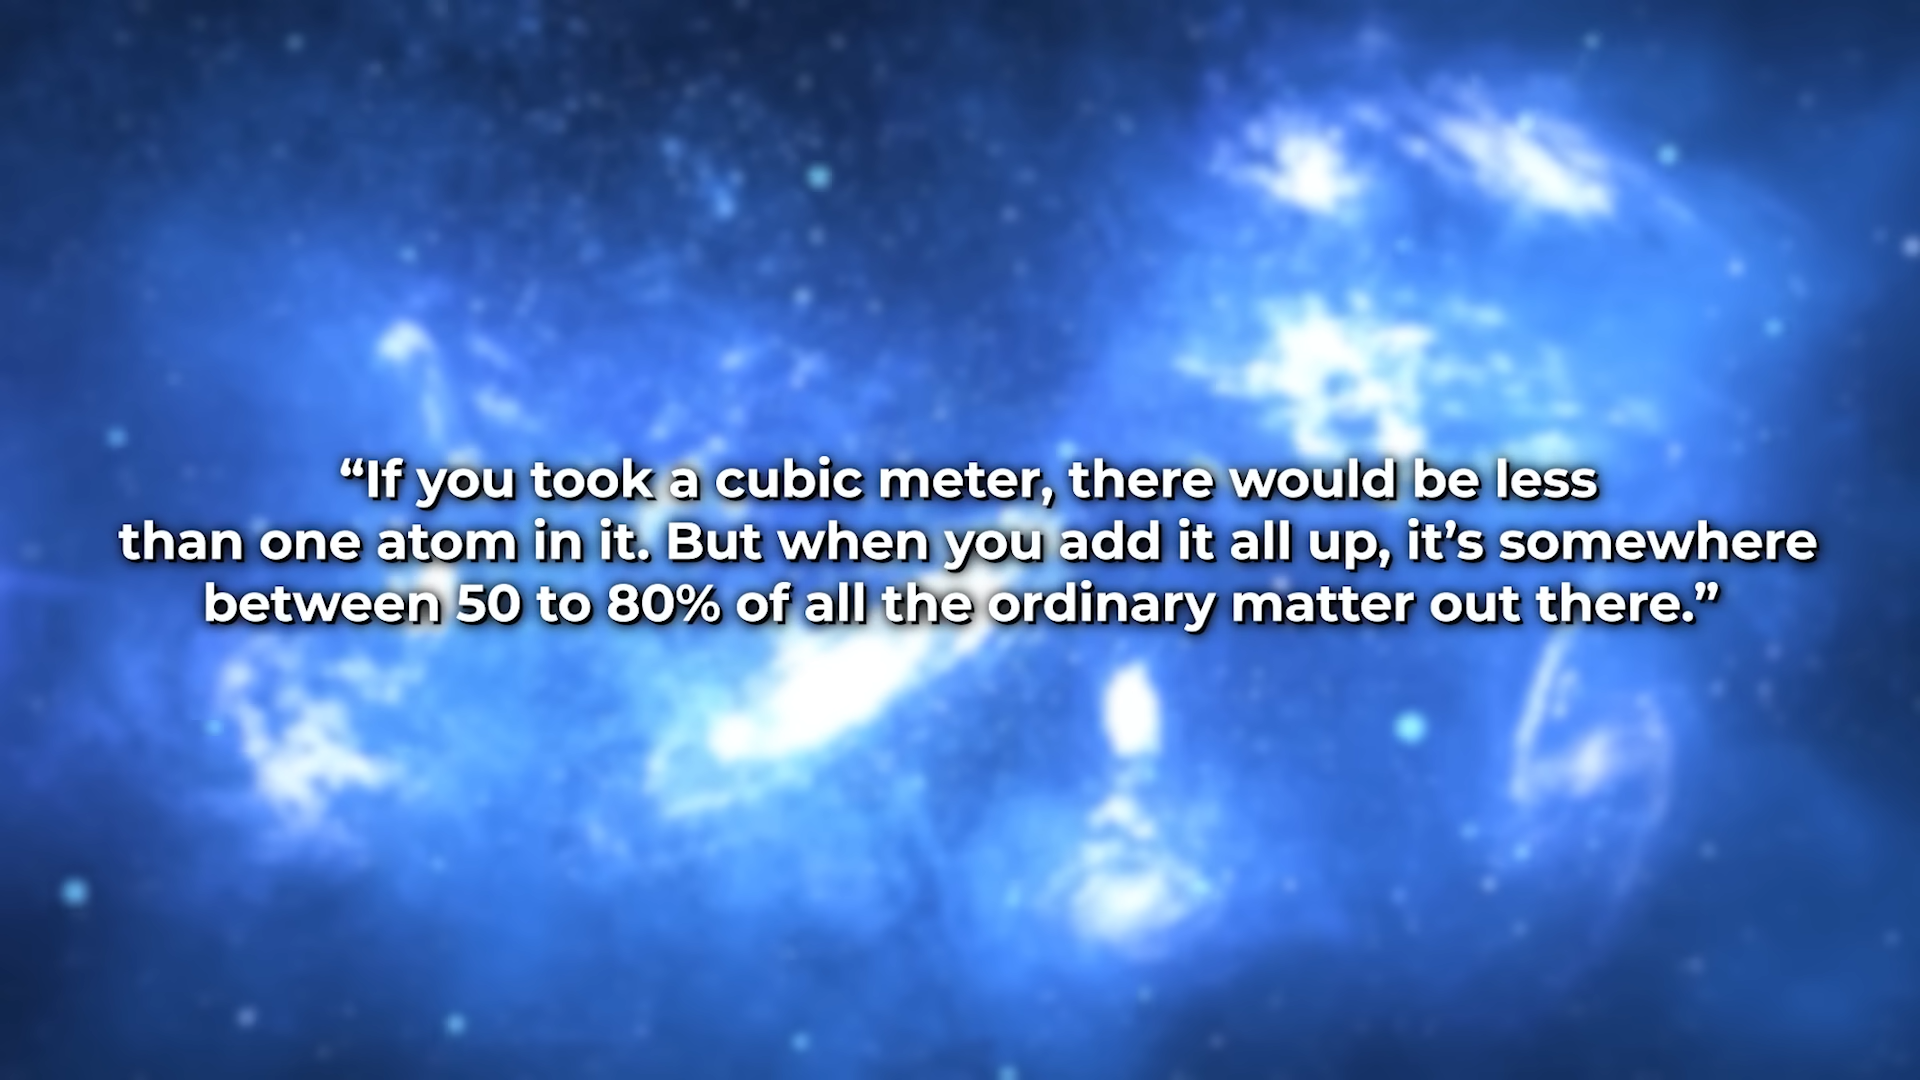 “If you took a cubic meter, there would be less
than one atom in it. But when you add it all up, it’s somewhere
between 50 to 80% of all the ordinary matter out there.”